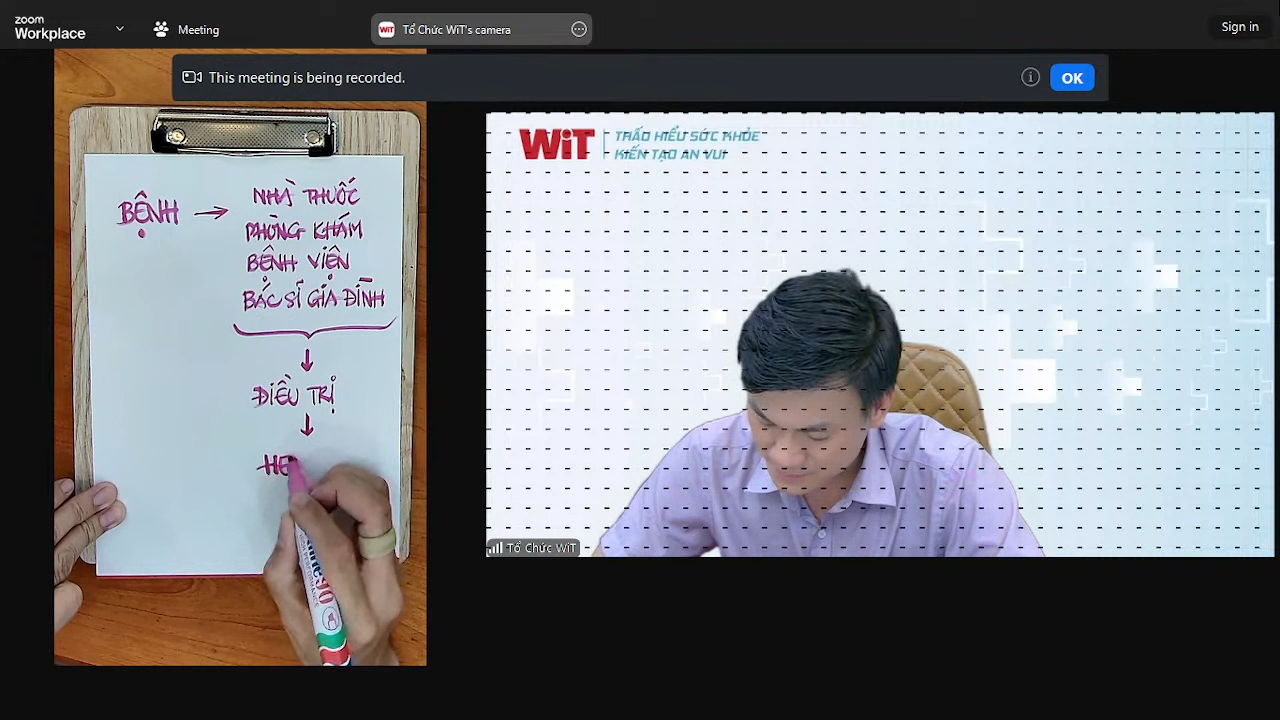 zoom
Workplace
Meeting
Tổ Chức WiT's camera
Sign in
This meeting is being recorded.
OK
BỆNH → NHÀ THUỐC
PHÒNG KHÁM
BỆNH VIỆN
BÁC SĨ GIA ĐÌNH
↓
ĐIỀU TRỊ
↓
HE
WiT
THẤU HIỂU SỨC KHỎE
KIẾN TẠO AN VUI
Tổ Chức WiT